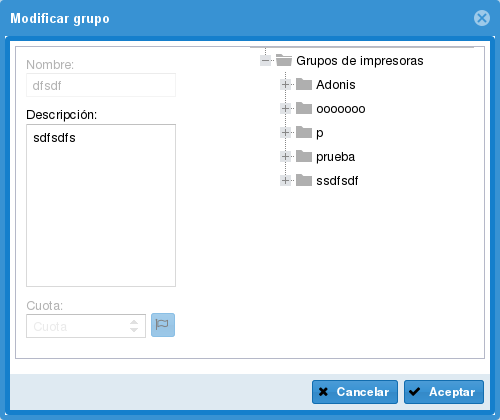 Modificar grupo
Nombre:
dfsdf
Descripción:
sdfsdfs
Cuota:
Cuota
Grupos de impresoras
Adonis
ooooooo
p
prueba
ssdfsdf
Cancelar
Aceptar